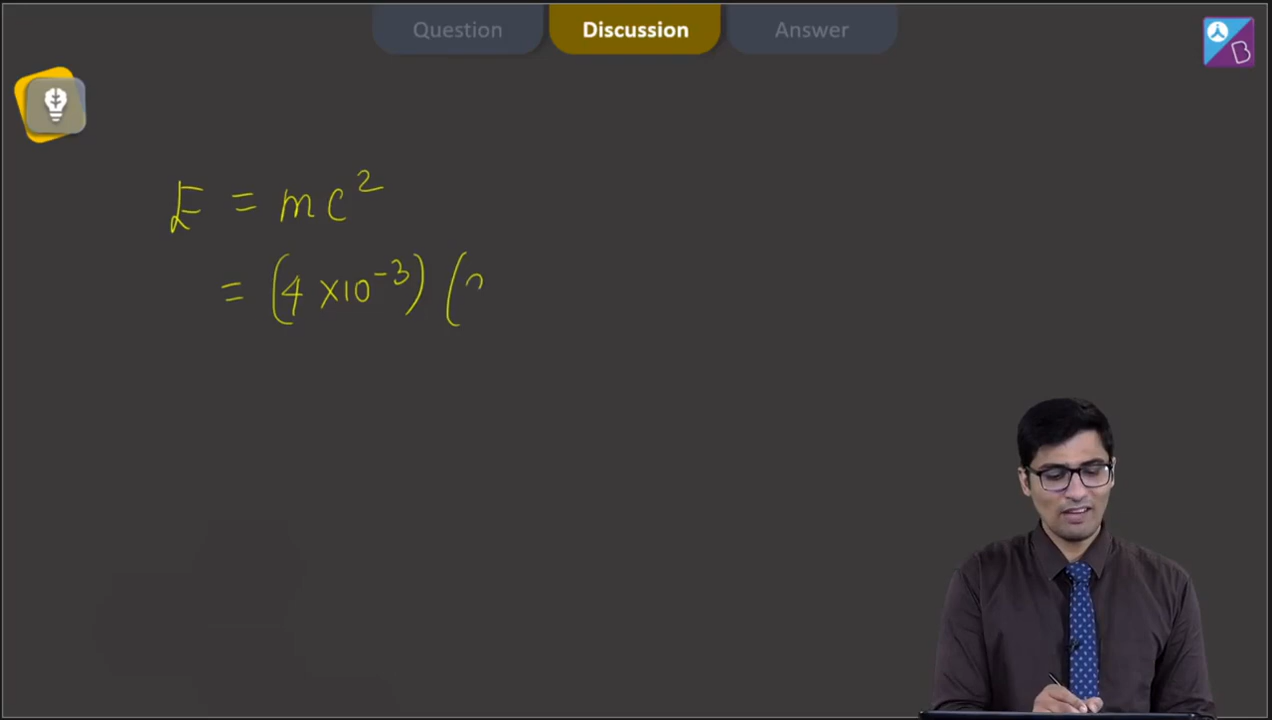 Question Discussion Answer
E = mc²
= (4 ×10⁻³) (